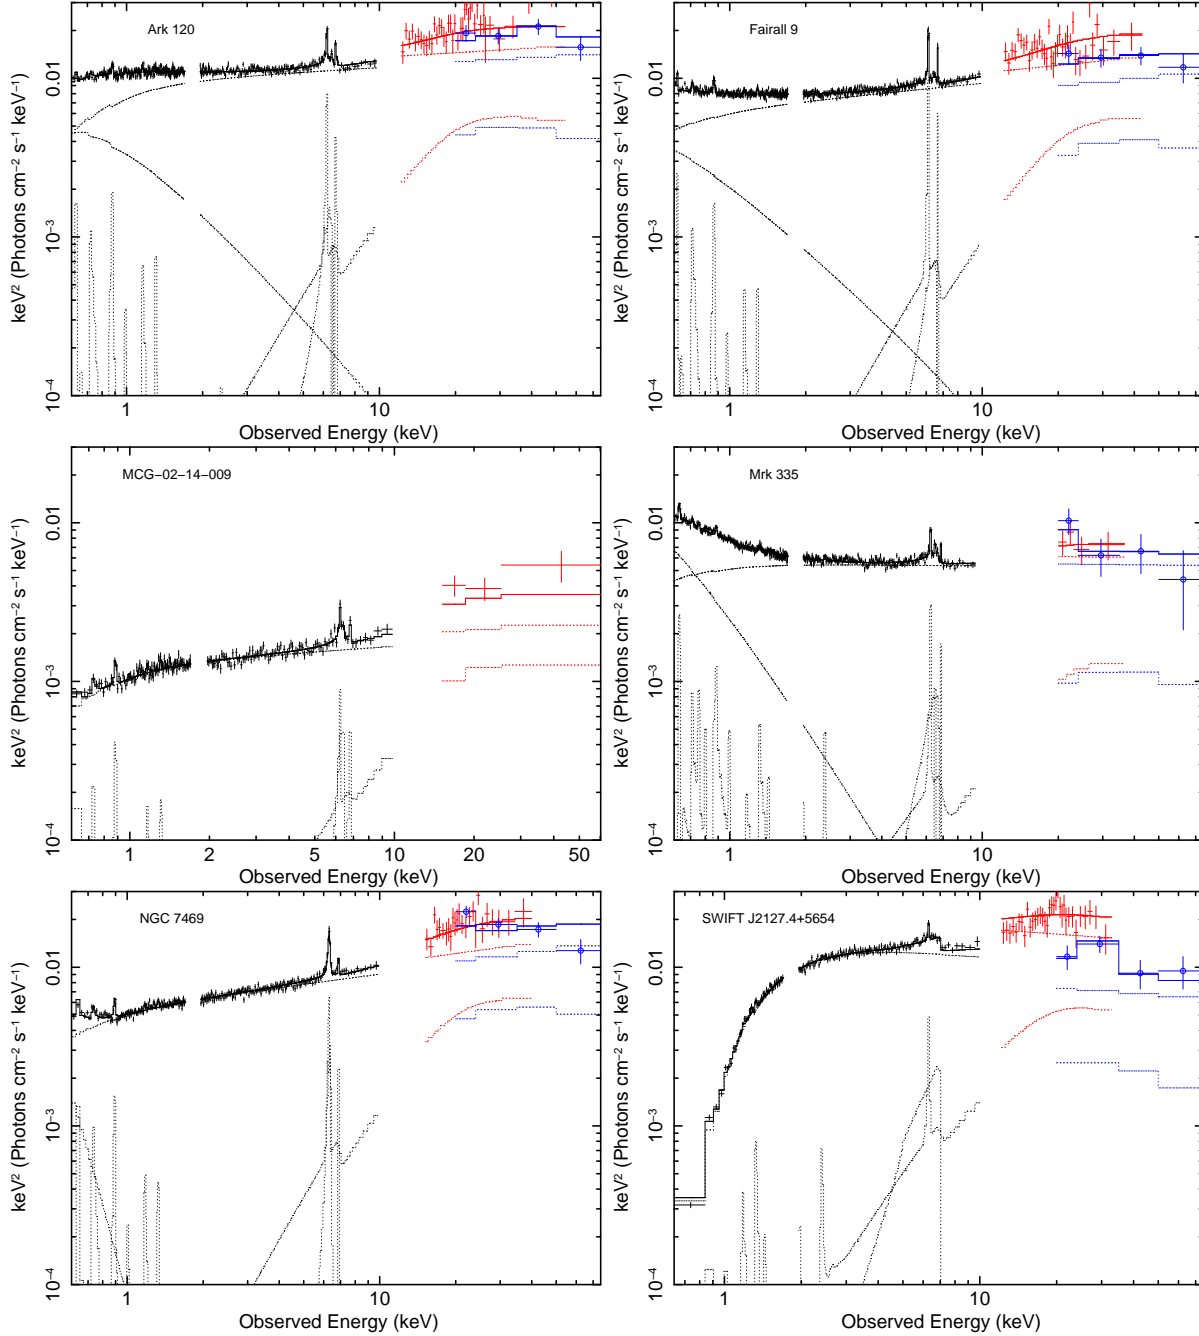 Ark 120
keV² (Photons cm⁻² s⁻¹ keV⁻¹)
0.01
10⁻³
10⁻⁴
1
10
Observed Energy (keV)
Fairall 9
keV² (Photons cm⁻² s⁻¹ keV⁻¹)
0.01
10⁻³
10⁻⁴
1
10
Observed Energy (keV)
MCG−02−14−009
keV² (Photons cm⁻² s⁻¹ keV⁻¹)
0.01
10⁻³
10⁻⁴
1
2
5
10
20
50
Observed Energy (keV)
Mrk 335
keV² (Photons cm⁻² s⁻¹ keV⁻¹)
0.01
10⁻³
10⁻⁴
1
10
Observed Energy (keV)
NGC 7469
keV² (Photons cm⁻² s⁻¹ keV⁻¹)
0.01
10⁻³
10⁻⁴
1
10
Observed Energy (keV)
SWIFT J2127.4+5654
keV² (Photons cm⁻² s⁻¹ keV⁻¹)
0.01
10⁻³
10⁻⁴
1
10
Observed Energy (keV)